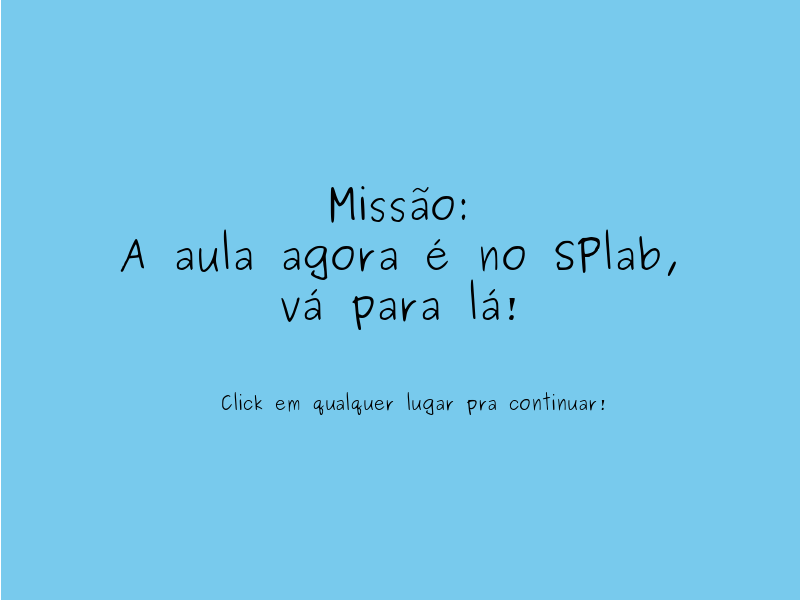 Missão:
A aula agora é no SPlab,
vá para lá!
Click em qualquer lugar pra continuar!